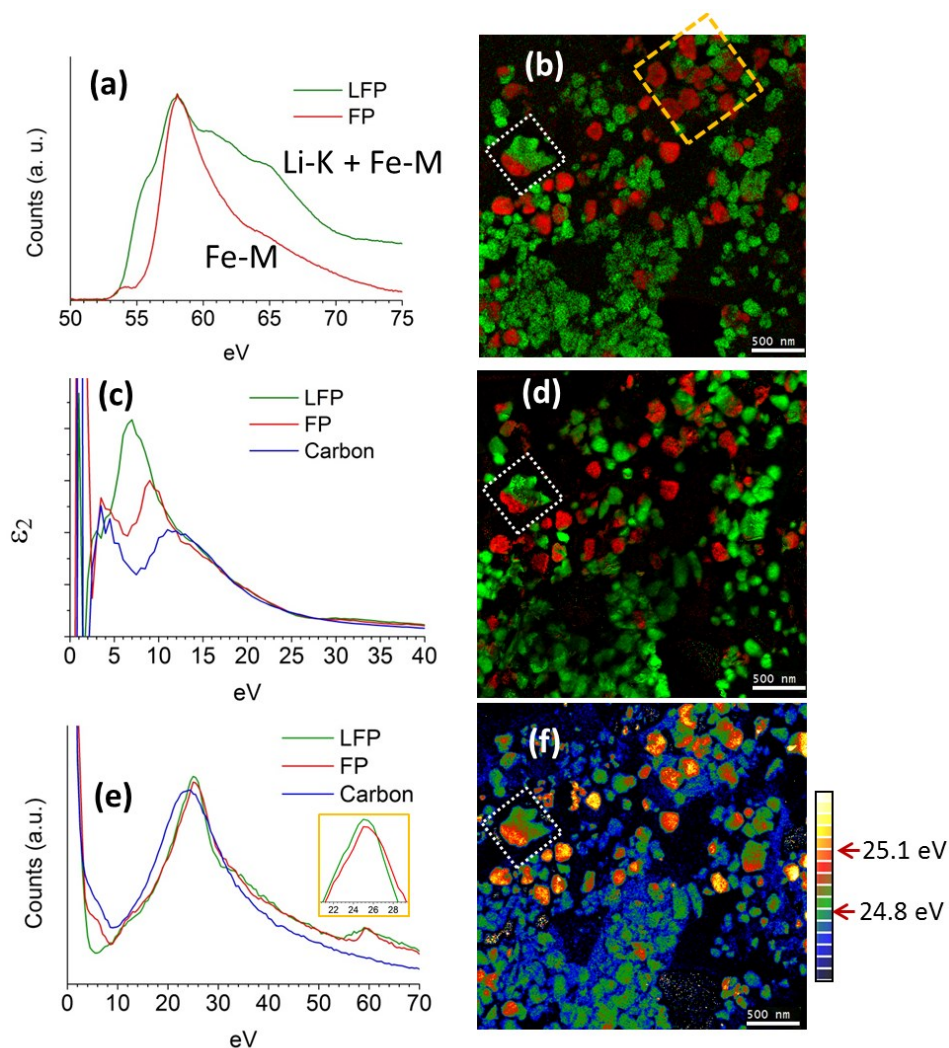 (a)
LFP
FP
Li-K + Fe-M
Fe-M
Counts (a. u.)
50 55 60 65 70 75
eV
(b)
500 nm
(c)
LFP
FP
Carbon
ε2
0 5 10 15 20 25 30 35 40
eV
(d)
500 nm
(e)
LFP
FP
Carbon
22 24 26 28
Counts (a.u.)
0 10 20 30 40 50 60 70
eV
(f)
500 nm
25.1 eV
24.8 eV